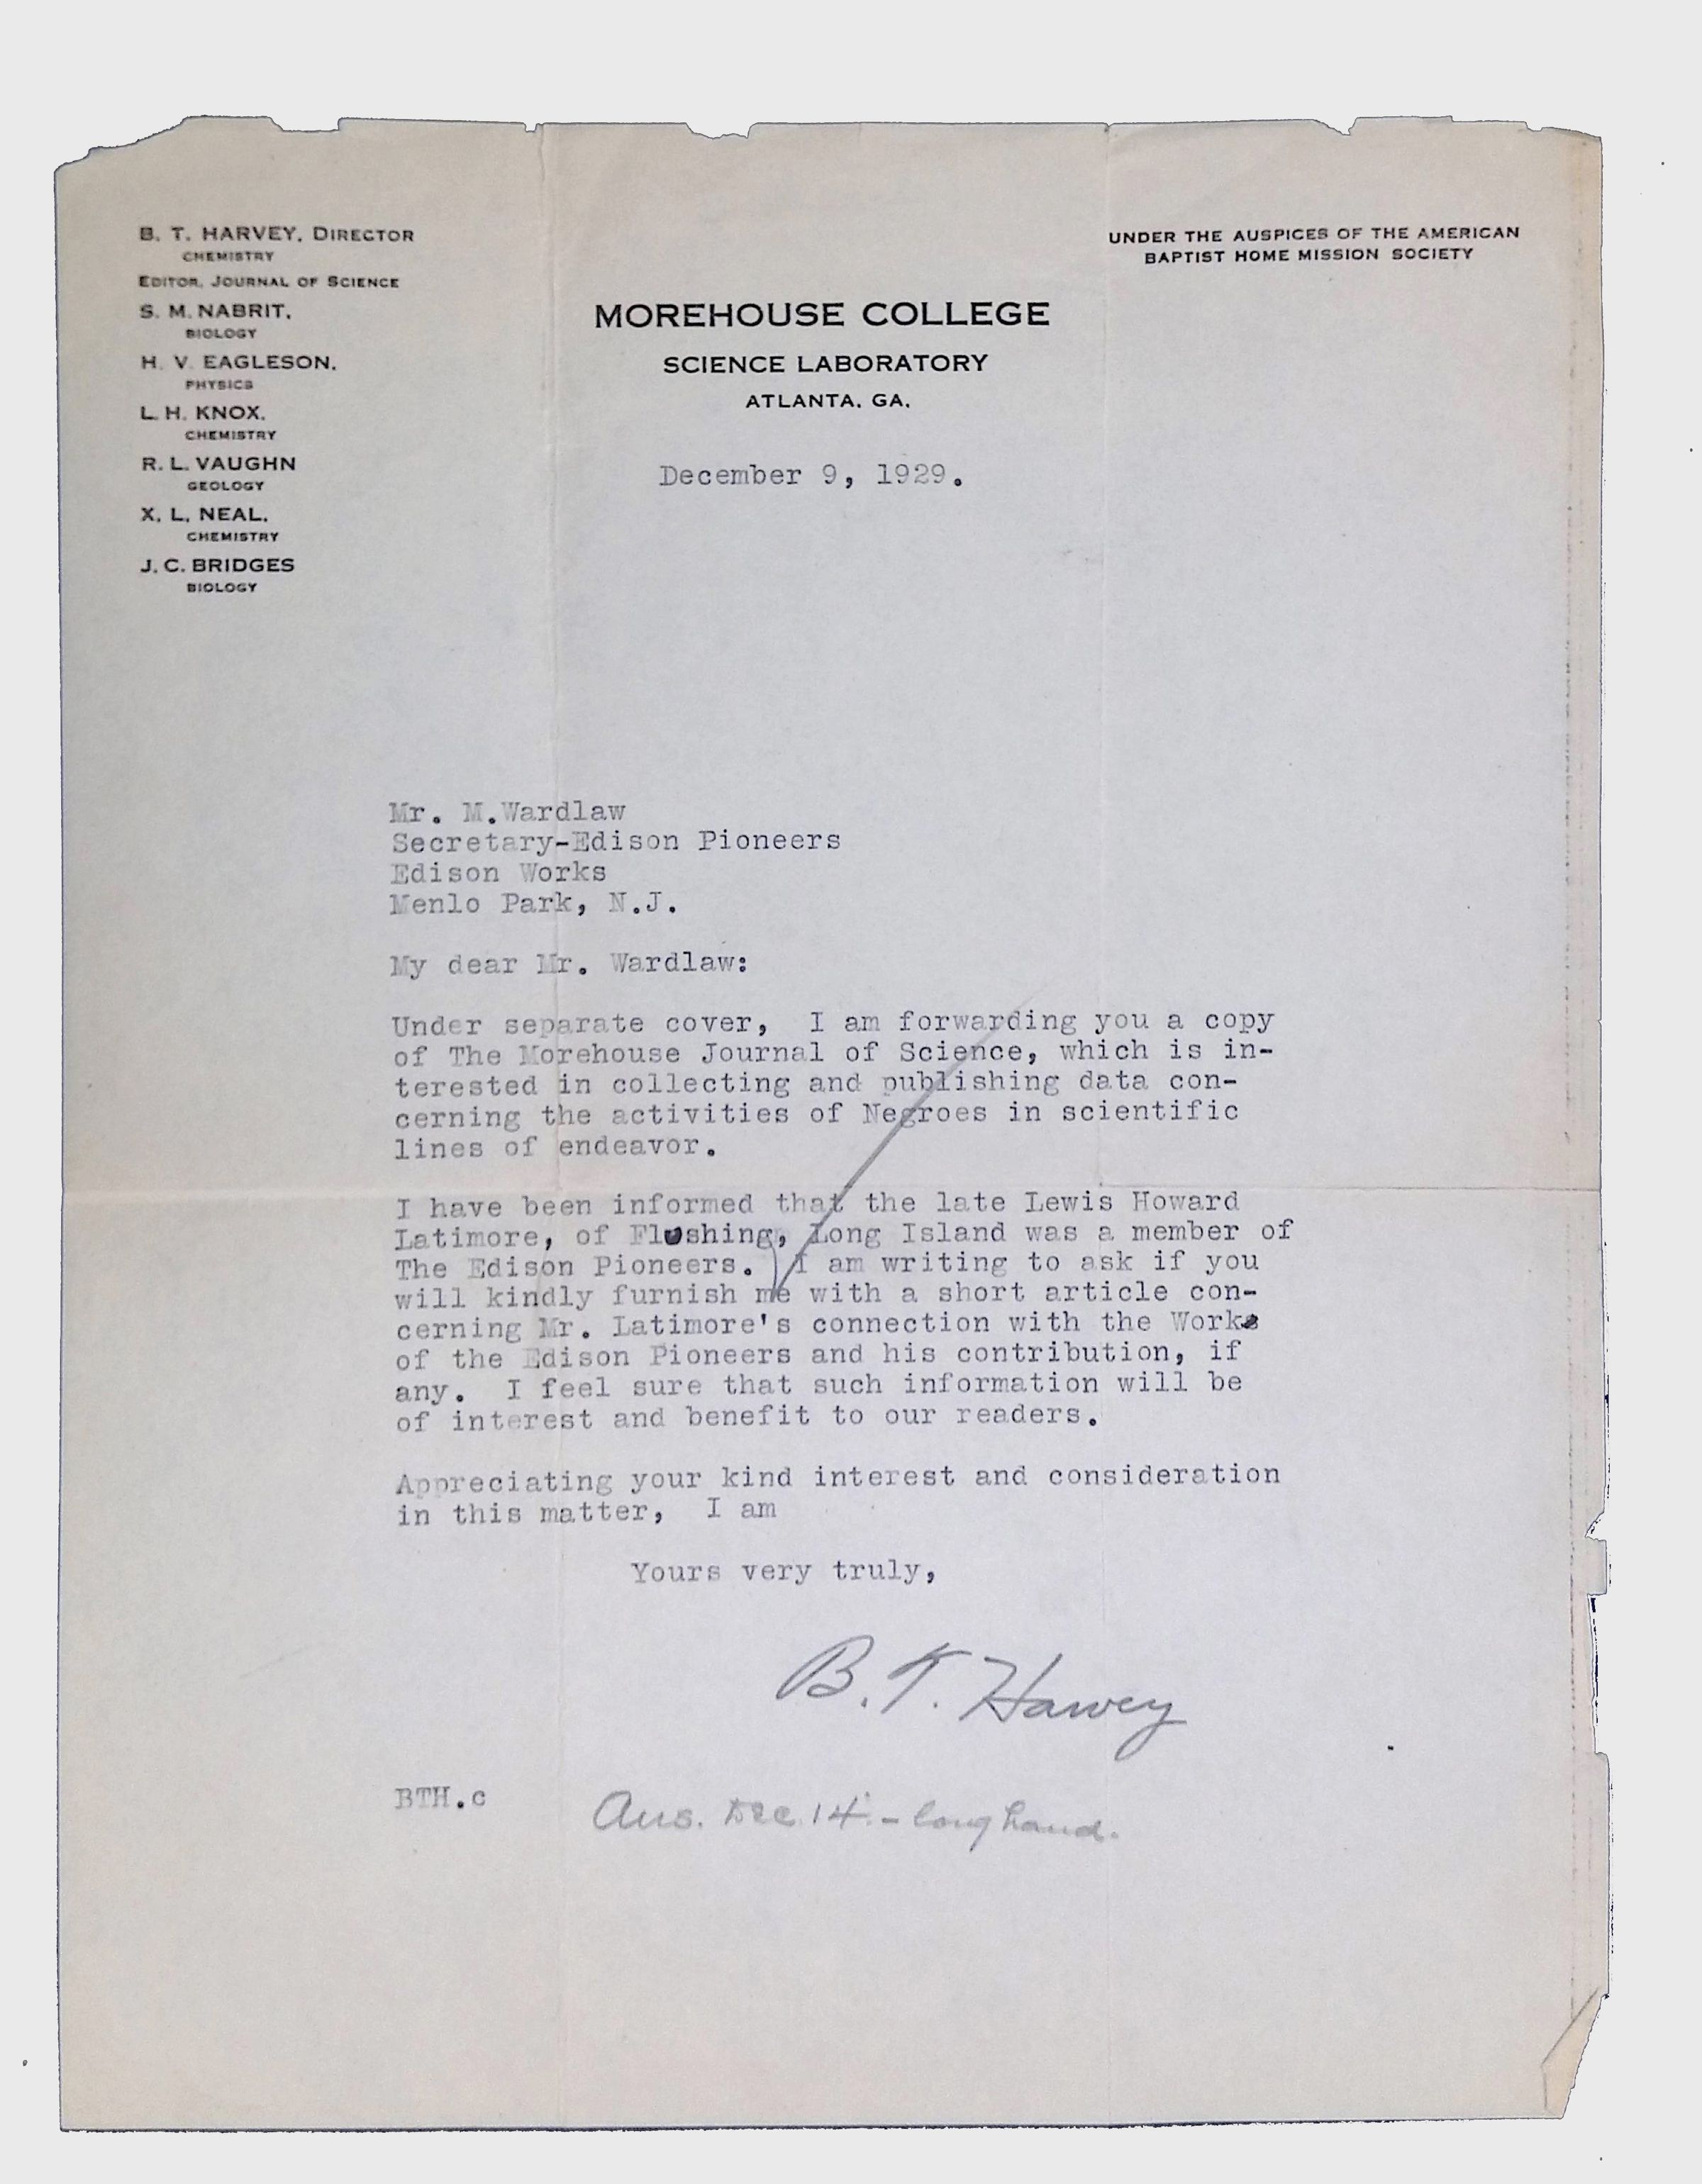 B. T. HARVEY, DIRECTOR
CHEMISTRY
EDITOR, JOURNAL OF SCIENCE
S. M. NABRIT,
BIOLOGY
H. V. EAGLESON,
PHYSICS
L. H. KNOX,
CHEMISTRY
R. L. VAUGHN
GEOLOGY
X. L. NEAL,
CHEMISTRY
J. C. BRIDGES
BIOLOGY
UNDER THE AUSPICES OF THE AMERICAN
BAPTIST HOME MISSION SOCIETY
MOREHOUSE COLLEGE
SCIENCE LABORATORY
ATLANTA, GA.
December 9, 1929.
Mr. M.Wardlaw
Secretary-Edison Pioneers
Edison Works
Menlo Park, N.J.
My dear Mr. Wardlaw:
Under separate cover, I am forwarding you a copy
of The Morehouse Journal of Science, which is in-
terested in collecting and publishing data con-
cerning the activities of Negroes in scientific
lines of endeavor.
I have been informed that the late Lewis Howard
Latimore, of Flushing, Long Island was a member of
The Edison Pioneers. I am writing to ask if you
will kindly furnish me with a short article con-
cerning Mr. Latimore's connection with the Works
of the Edison Pioneers and his contribution, if
any. I feel sure that such information will be
of interest and benefit to our readers.
Appreciating your kind interest and consideration
in this matter, I am
Yours very truly,
B. T. Harvey
BTH.c
Ans. Dec. 14 - long hand.